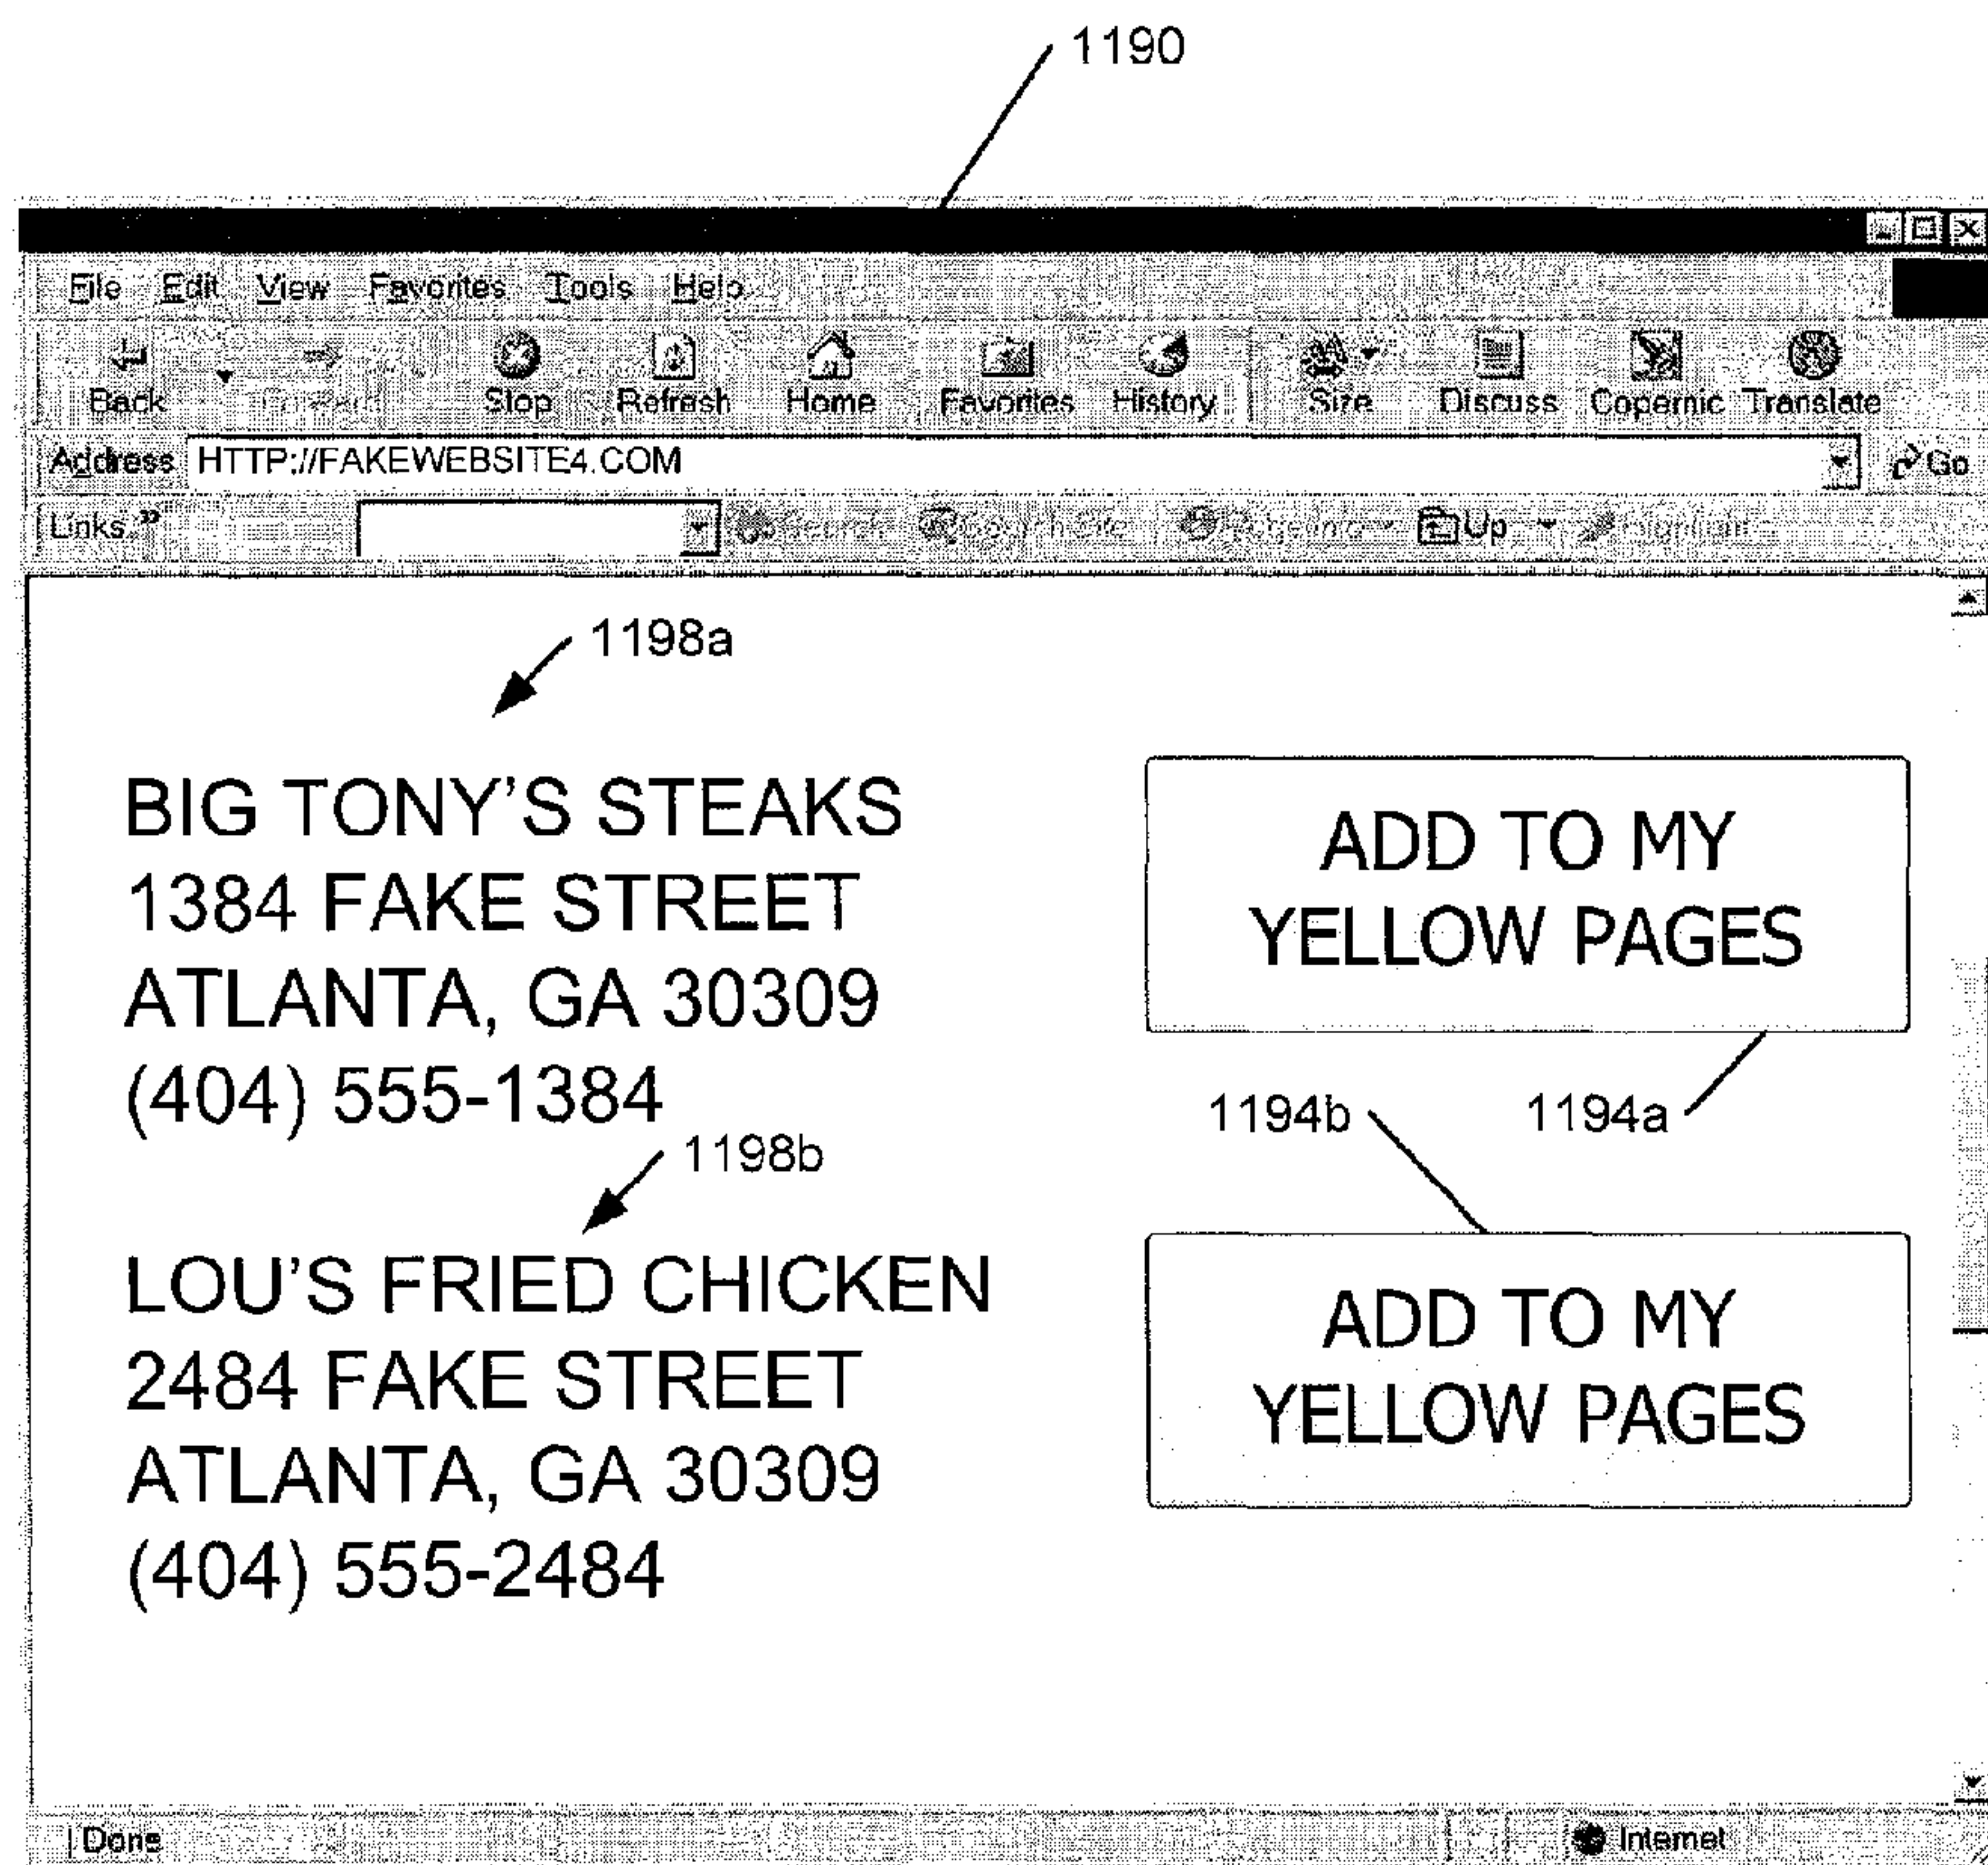 1190
File Edit View Favorites Tools Help
Back Stop Refresh Home Favorites History Size Discuss Copernic Translate
Address HTTP://FAKEWEBSITE4.COM Go
Links » Up
1198a
BIG TONY'S STEAKS
1384 FAKE STREET
ATLANTA, GA 30309
(404) 555-1384
ADD TO MY
YELLOW PAGES
1194b 1194a
1198b
LOU'S FRIED CHICKEN
2484 FAKE STREET
ATLANTA, GA 30309
(404) 555-2484
ADD TO MY
YELLOW PAGES
Done Internet